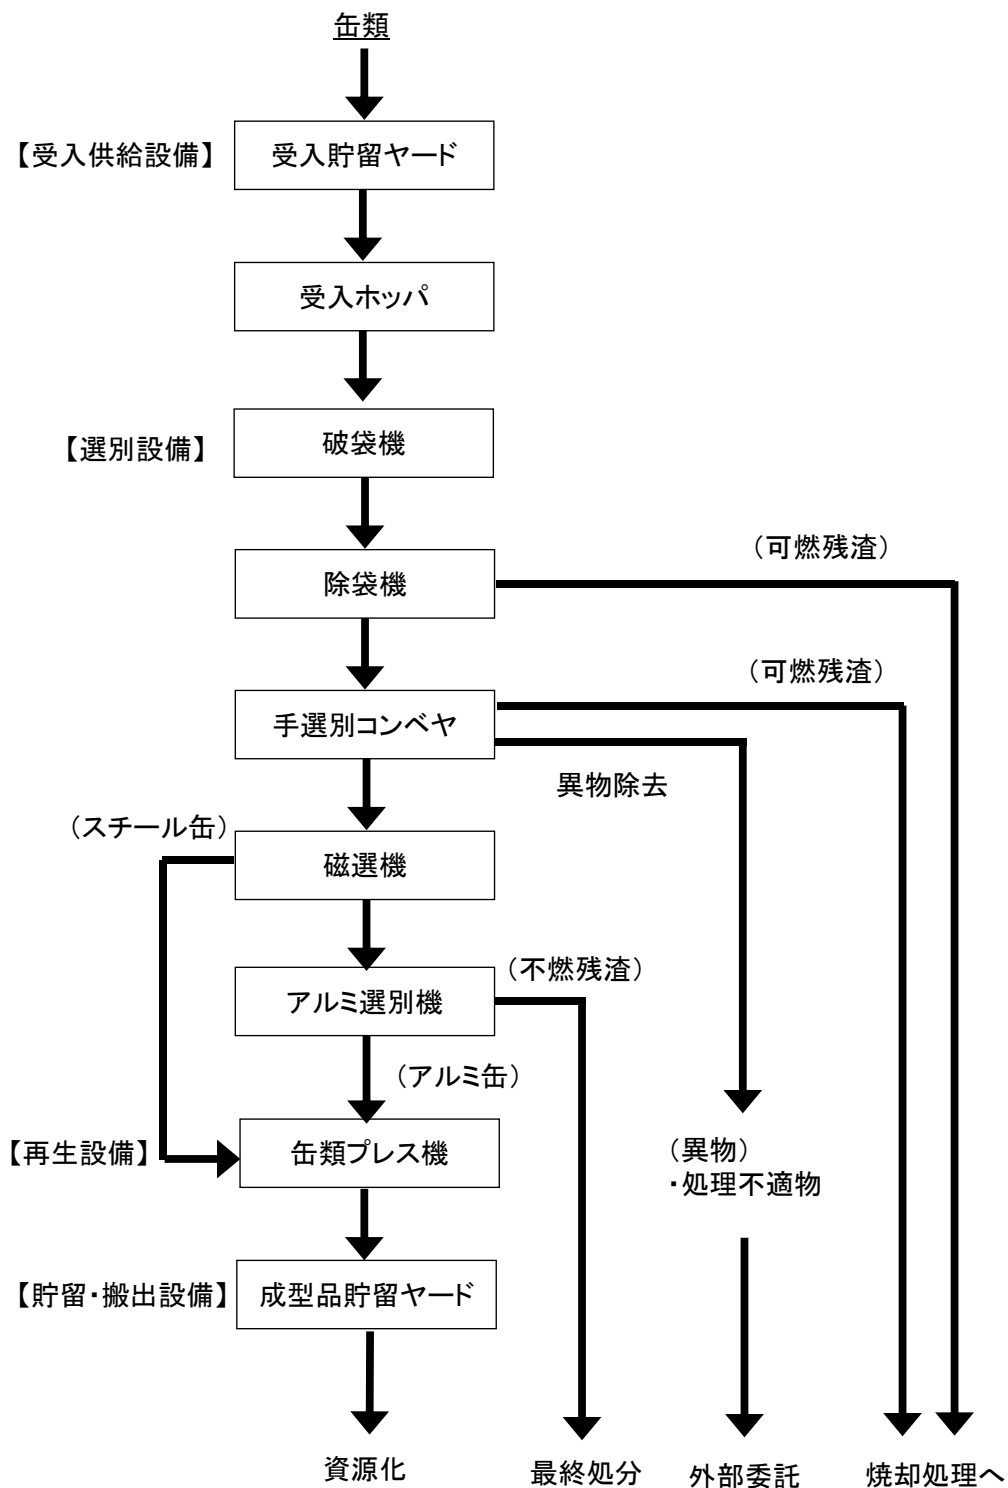 缶類
【受入供給設備】
受入貯留ヤード
受入ホッパ
【選別設備】
破袋機
(可燃残渣)
除袋機
(可燃残渣)
手選別コンベヤ
異物除去
(スチール缶)
磁選機
(不燃残渣)
アルミ選別機
(アルミ缶)
【再生設備】
缶類プレス機
(異物)
・処理不適物
【貯留・搬出設備】
成型品貯留ヤード
資源化
最終処分
外部委託
焼却処理へ